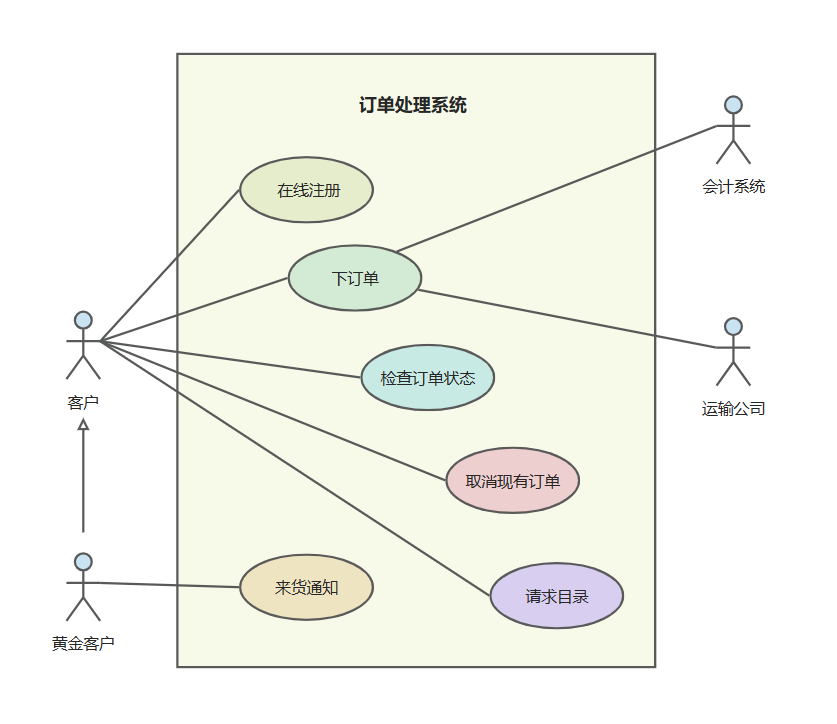 订单处理系统
在线注册
会计系统
下订单
客户
检查订单状态
运输公司
取消现有订单
来货通知
请求目录
黄金客户